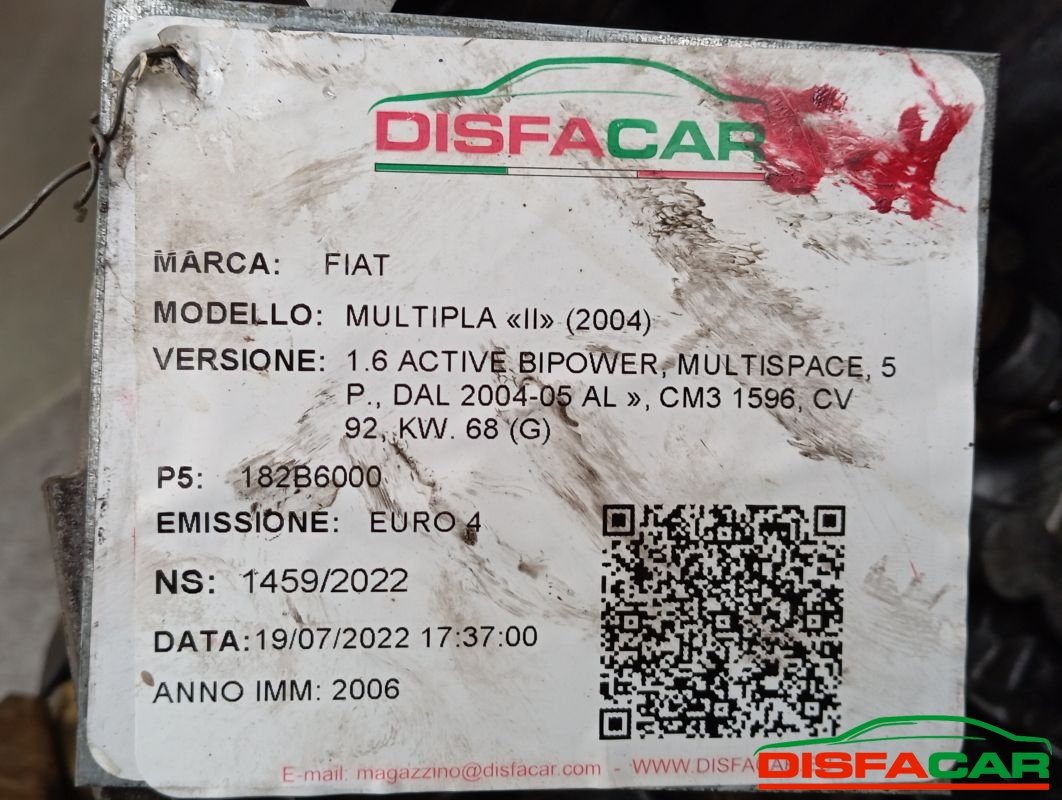 DISFACAR
MARCA: FIAT
MODELLO: MULTIPLA «II» (2004)
VERSIONE: 1.6 ACTIVE BIPOWER, MULTISPACE, 5
P., DAL 2004-05 AL », CM3 1596, CV
92, KW. 68 (G)
P5: 182B6000
EMISSIONE: EURO 4
NS: 1459/2022
DATA: 19/07/2022 17:37:00
ANNO IMM: 2006
E-mail: magazzino@disfacar.com -
DISFACAR